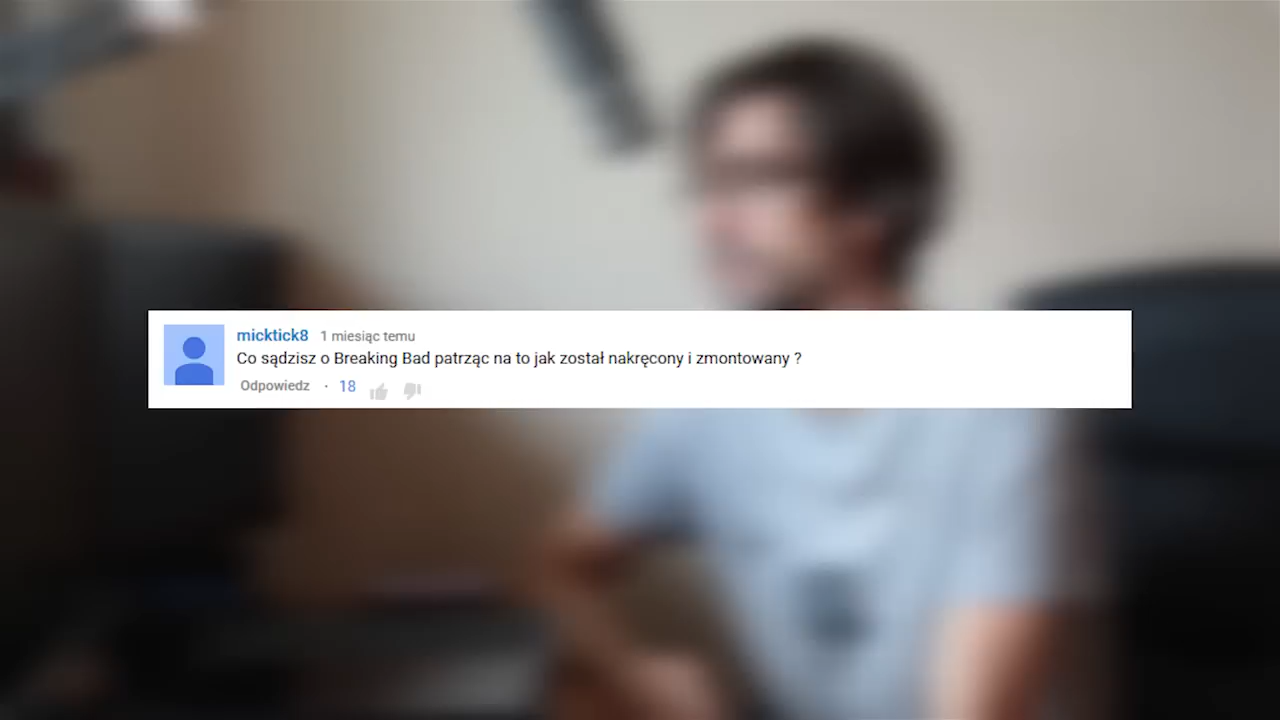 micktick8 1 miesiąc temu
Co sądzisz o Breaking Bad patrząc na to jak został nakręcony i zmontowany ?
Odpowiedz · 18